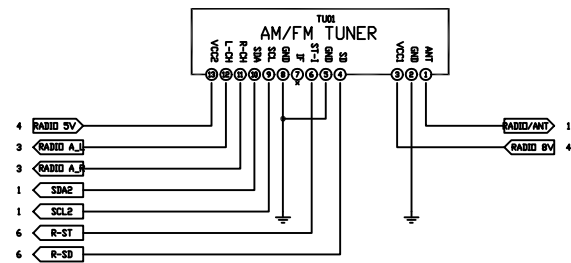 TU01
AM/FM TUNER
VCC2 L-CH R-CH SDA SCL GND IF ST-I GND SD VCC1 GND ANT
13 12 11 10 9 8 7 6 5 4 3 2 1
x
4 RADIO 5V
RADIO/ANT 1
3 RADIO A_L
RADIO 8V 4
3 RADIO A_R
1 SDA2
1 SCL2
6 R-ST
6 R-SD